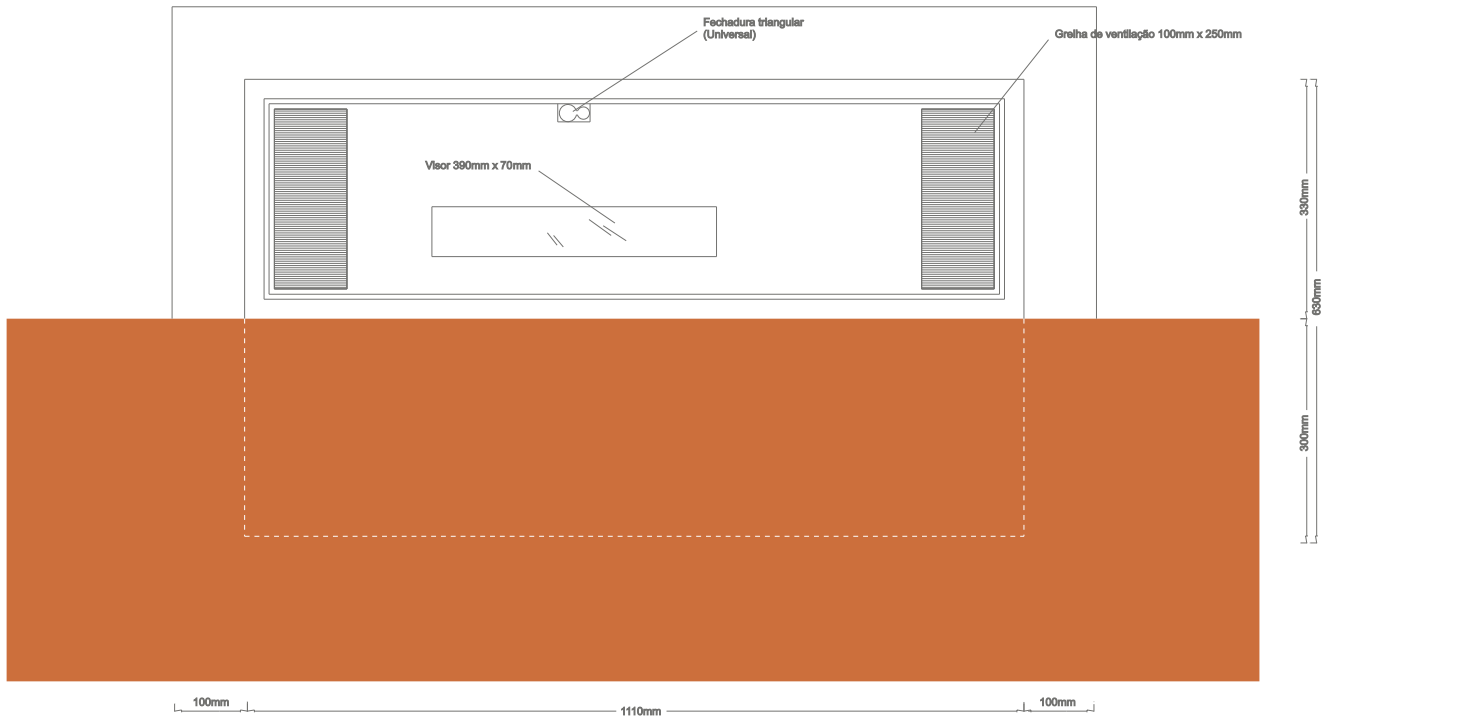 Fechadura triangular
(Universal)
Grelha de ventilação 100mm x 250mm
Visor 390mm x 70mm
330mm
630mm
300mm
100mm
1110mm
100mm